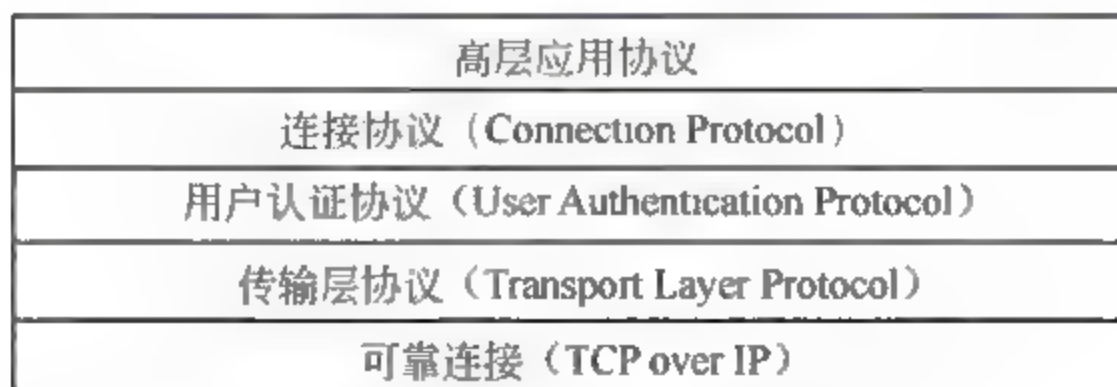 高层应用协议
连接协议（Connection Protocol）
用户认证协议（User Authentication Protocol）
传输层协议（Transport Layer Protocol）
可靠连接（TCP over IP）